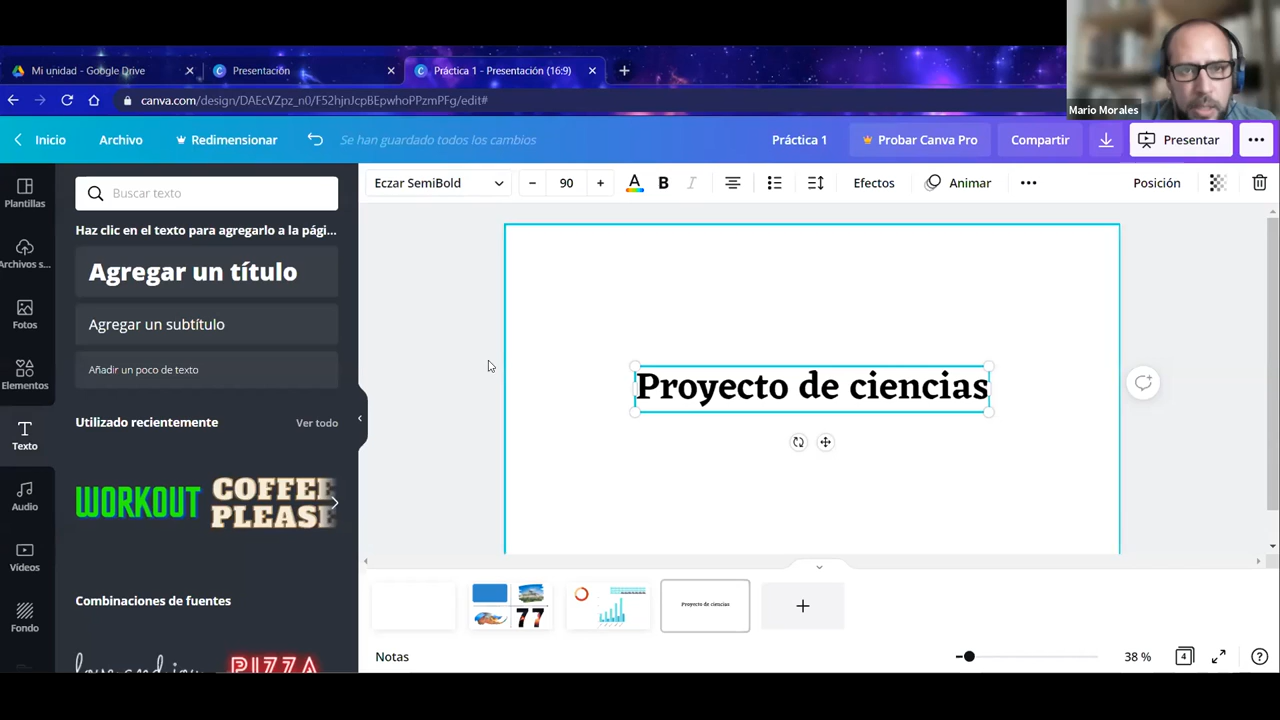 Mi unidad - Google Drive
Presentación
Práctica 1 - Presentación (16:9)
canva.com/design/DAEcVZpz_n0/F52hjnJcpBEpwhoPPzmPFg/edit#
Mario Morales
Inicio
Archivo
Redimensionar
Se han guardado todos los cambios
Práctica 1
Probar Canva Pro
Compartir
Presentar
Plantillas
Archivos s...
Fotos
Elementos
Texto
Audio
Vídeos
Fondo
Buscar texto
Haz clic en el texto para agregarlo a la pági...
Agregar un título
Agregar un subtítulo
Añadir un poco de texto
Utilizado recientemente
Ver todo
WORKOUT
COFFEE
PLEASE
Combinaciones de fuentes
PIZZA
Eczar SemiBold
90
A
B
I
Efectos
Animar
Posición
Proyecto de ciencias
77
Proyecto de ciencias
Notas
38 %
4